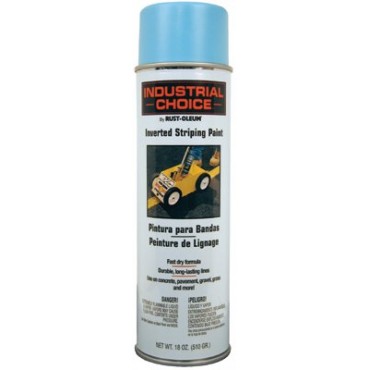 INDUSTRIAL
CHOICE
by RUST-OLEUM
Inverted Striping Paint
Pintura para Bandas
Peinture de Lignage
Fast dry formula
Durable, long-lasting lines
Use on concrete, pavement, gravel, grass
and more!
DANGER!
¡PELIGRO!
NET WT. 18 OZ. (510 GR.)